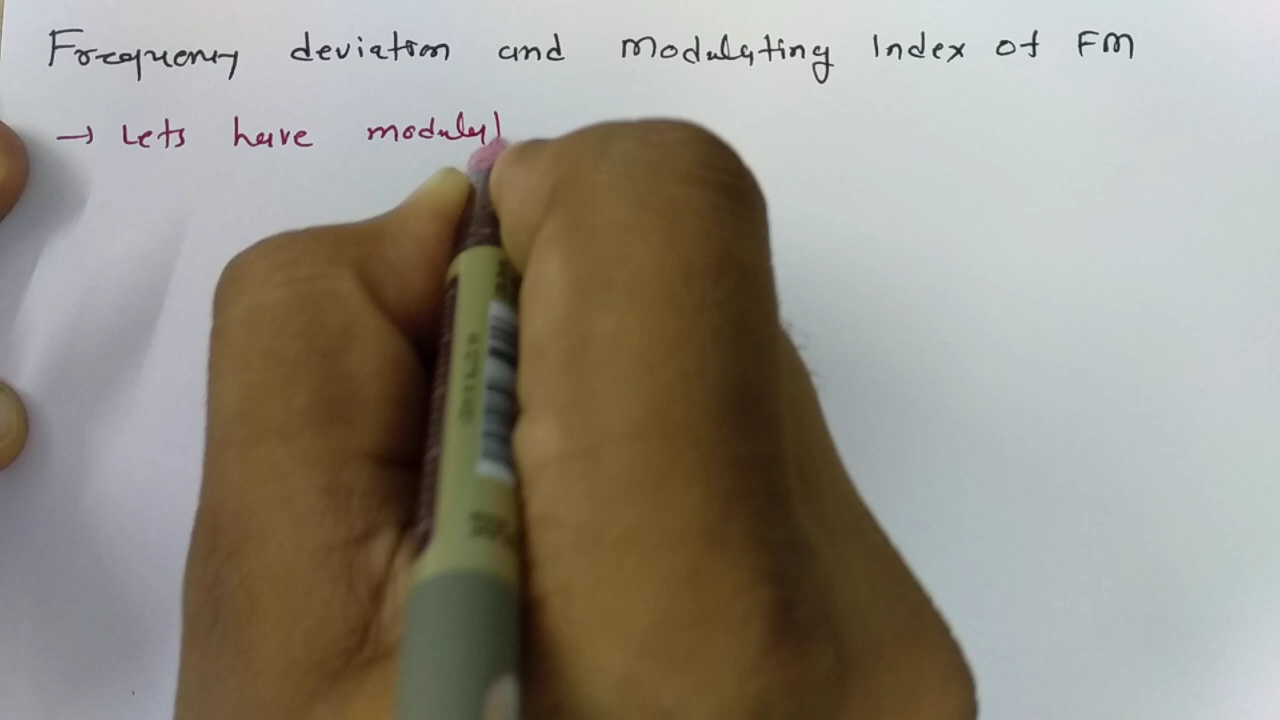 Frequency deviation and Modulating Index of FM
→ Lets have